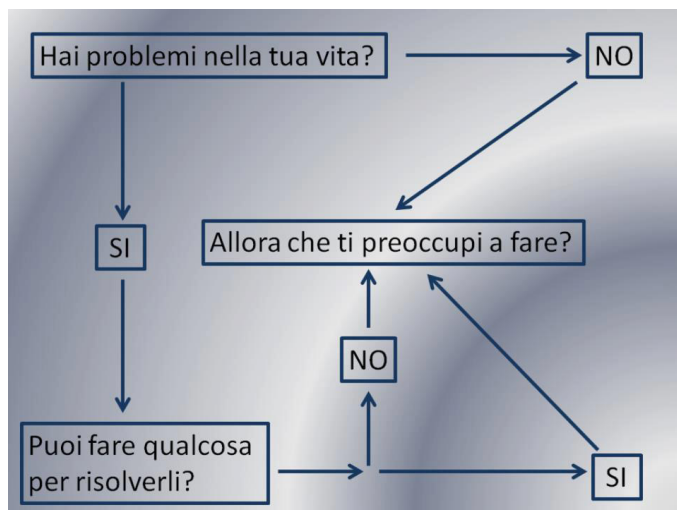 Hai problemi nella tua vita?
NO
SI
Allora che ti preoccupi a fare?
NO
Puoi fare qualcosa
per risolverli?
SI